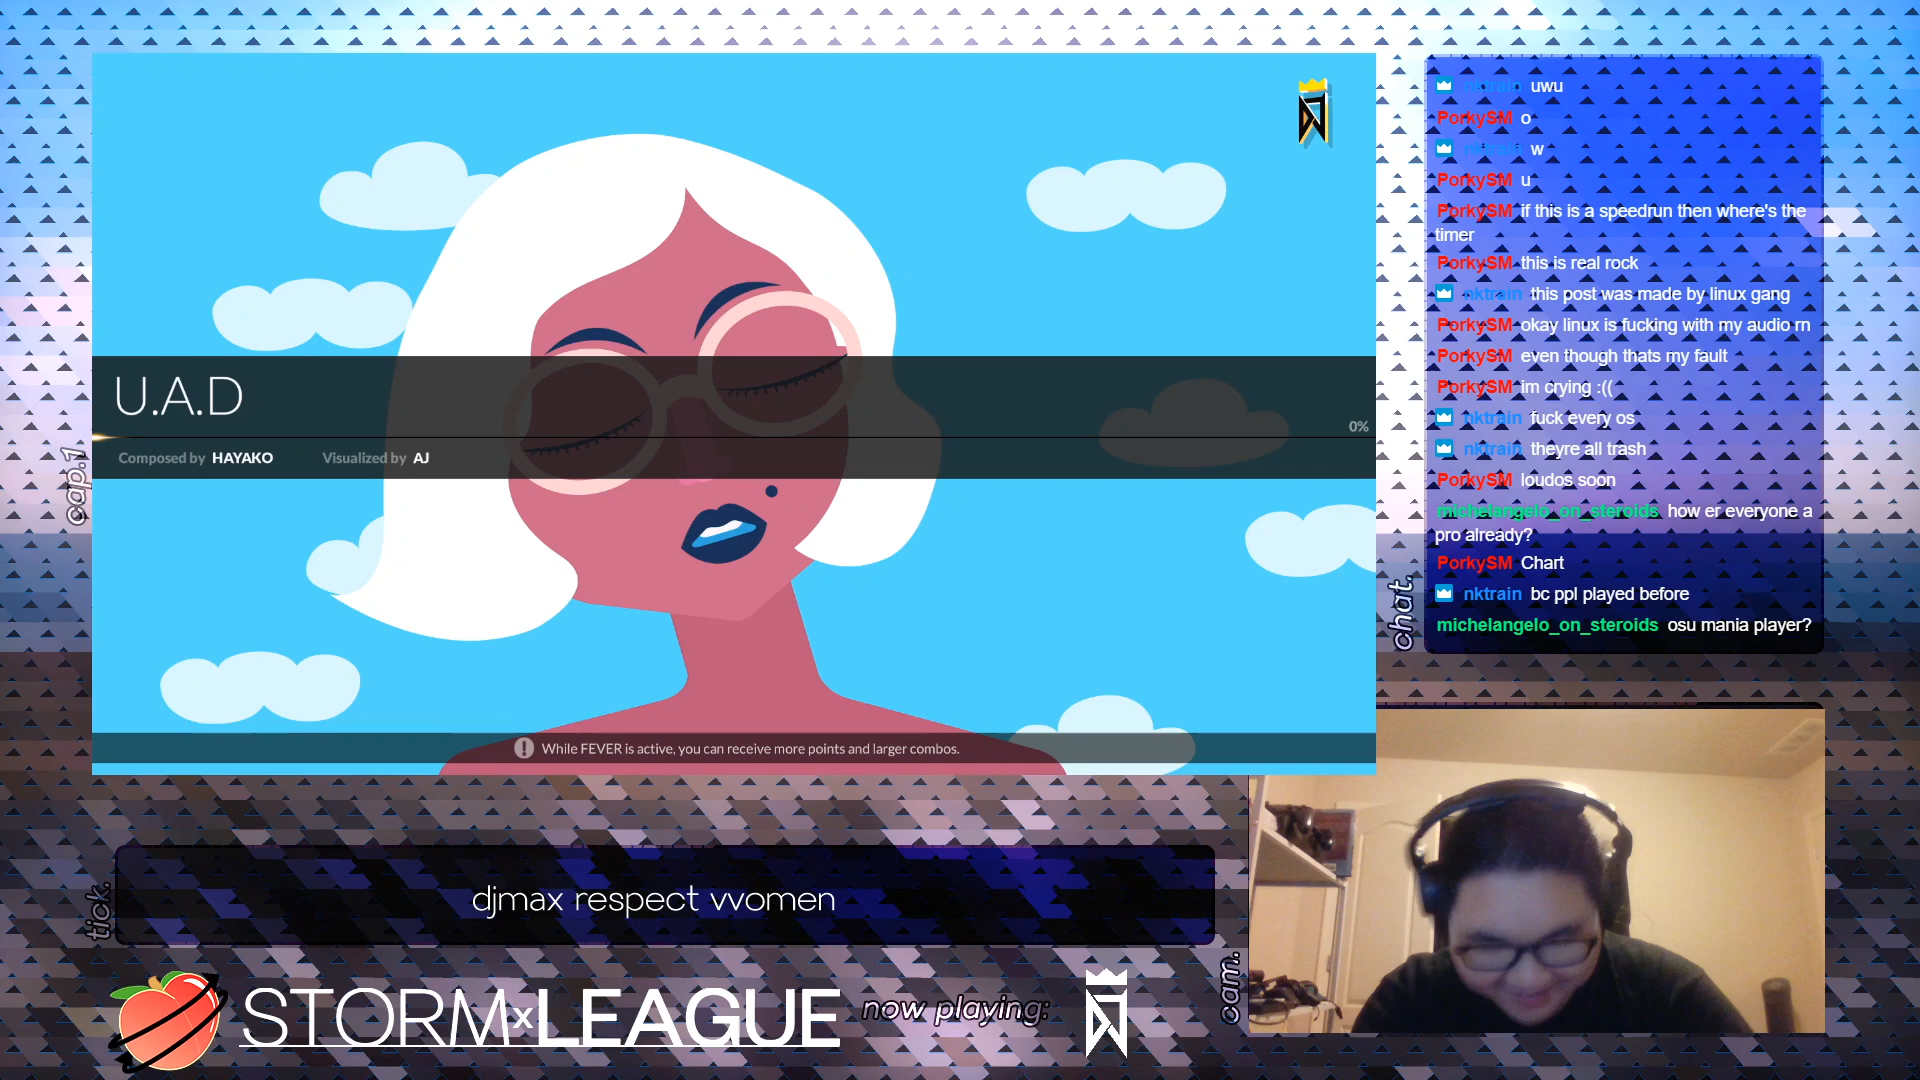 U.A.D
0%
Composed by HAYAKO Visualized by AJ
While FEVER is active, you can receive more points and larger combos.
cap.1
nktrain uwu
PorkySM o
nktrain w
PorkySM u
PorkySM if this is a speedrun then where's the
timer
PorkySM this is real rock
nktrain this post was made by linux gang
PorkySM okay linux is fucking with my audio rn
PorkySM even though thats my fault
PorkySM im crying :((
nktrain fuck every os
nktrain theyre all trash
PorkySM loudos soon
michelangelo_on_steroids how er everyone a
pro already?
PorkySM Chart
nktrain bc ppl played before
michelangelo_on_steroids osu mania player?
chat.
tick.
djmax respect vvomen
cam.
STORMxLEAGUE now playing: